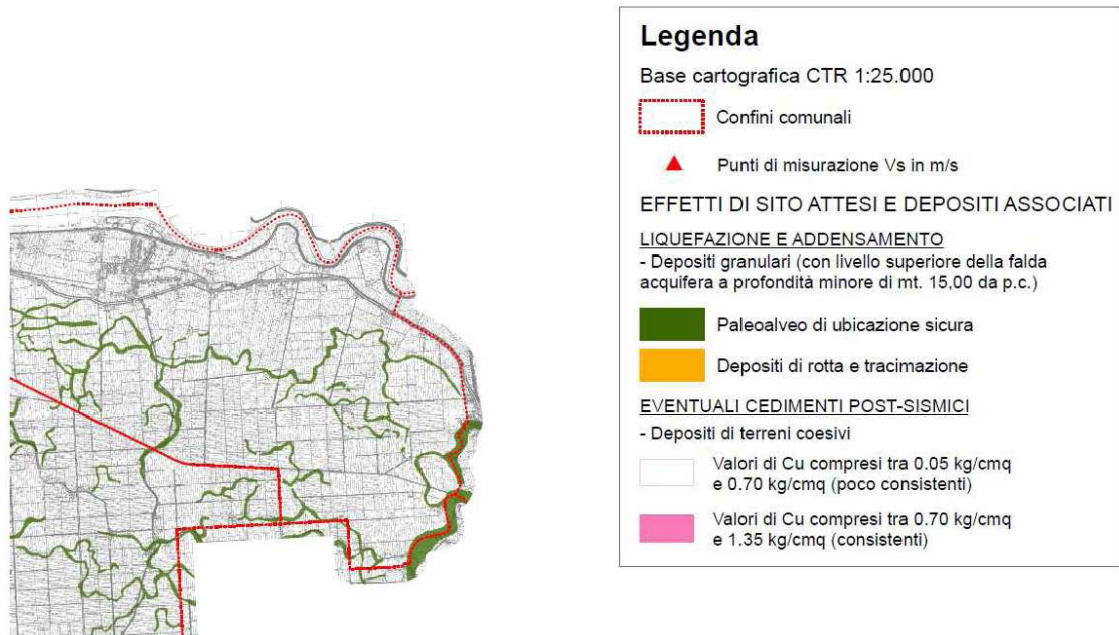 Legenda
Base cartografica CTR 1:25.000
Confini comunali
Punti di misurazione Vs in m/s
EFFETTI DI SITO ATTESI E DEPOSITI ASSOCIATI
LIQUEFAZIONE E ADDENSAMENTO
- Depositi granulari (con livello superiore della falda
acquifera a profondità minore di mt. 15,00 da p.c.)
Paleoalveo di ubicazione sicura
Depositi di rotta e tracimazione
EVENTUALI CEDIMENTI POST-SISMICI
- Depositi di terreni coesivi
Valori di Cu compresi tra 0.05 kg/cmq
e 0.70 kg/cmq (poco consistenti)
Valori di Cu compresi tra 0.70 kg/cmq
e 1.35 kg/cmq (consistenti)